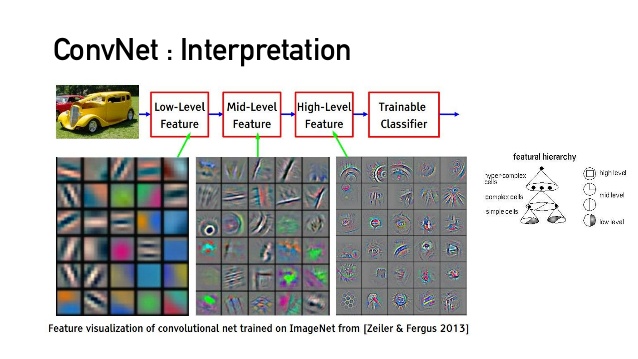 ConvNet : Interpretation
Low-Level
Feature
Mid-Level
Feature
High-Level
Feature
Trainable
Classifier
featural hierarchy
hyper-complex
cells
complex cells
simple cells
high level
mid level
low level
Feature visualization of convolutional net trained on ImageNet from [Zeiler & Fergus 2013]